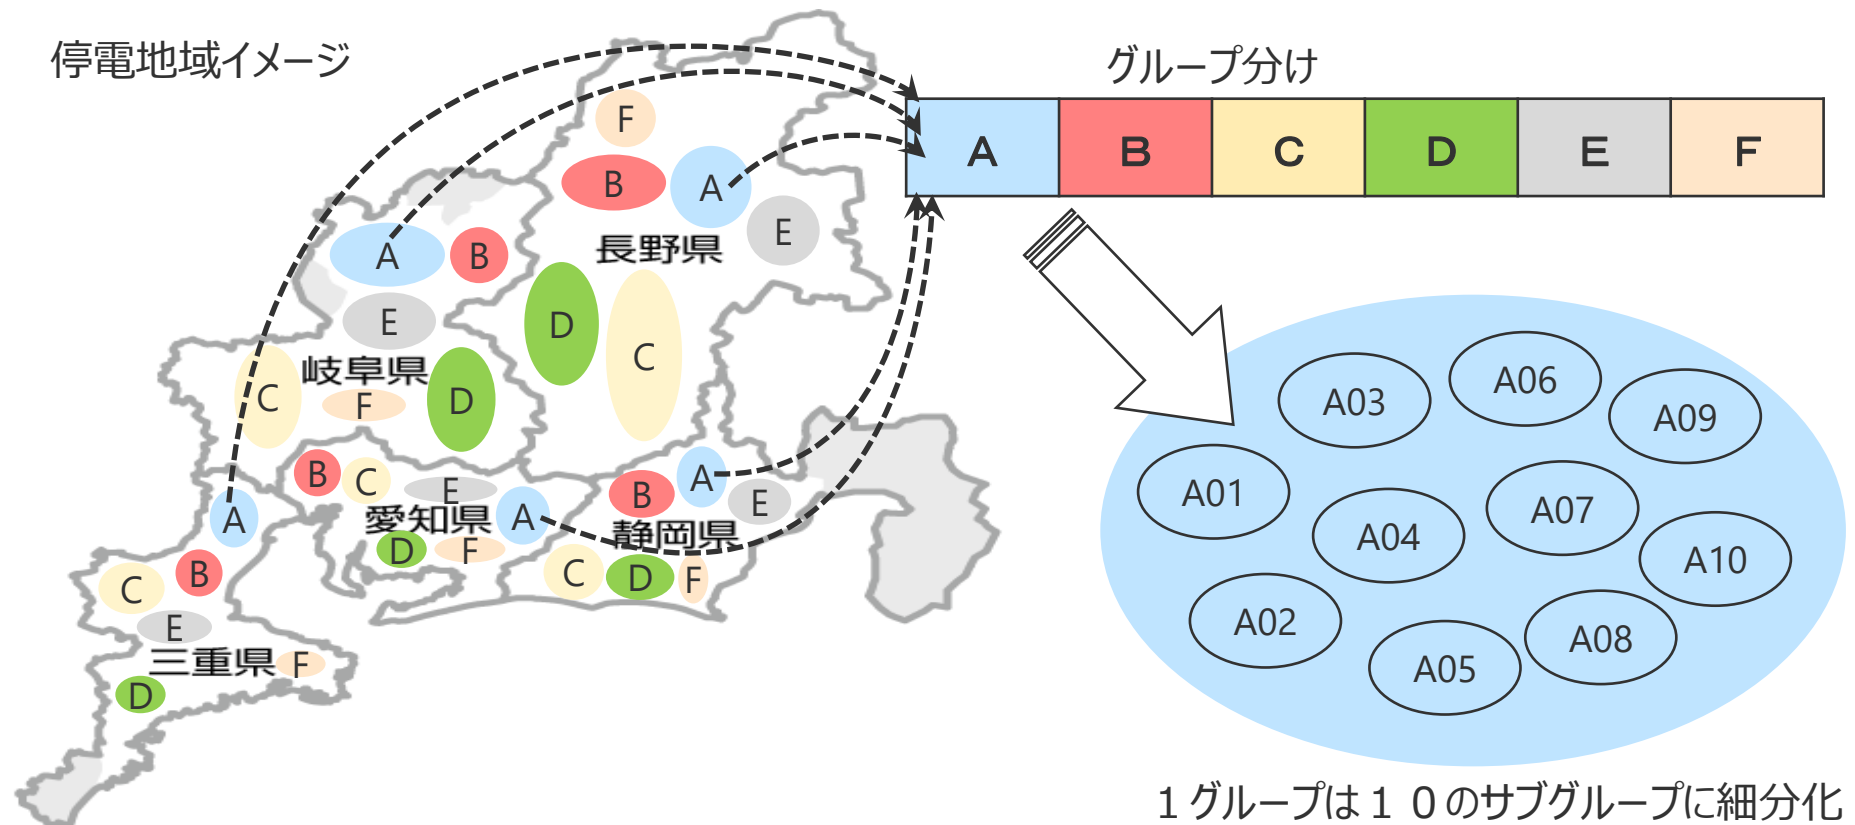 停電地域イメージ
グループ分け
A B C D E F
F
B A
E
長野県
D C
A B
E
岐阜県
C F D
B C E
愛知県
A
D F
A
B E
静岡県
C D F
A
B
C
E
三重県
F
D
A03 A06 A09
A01 A04 A07 A10
A02 A05 A08
１グループは１０のサブグループに細分化